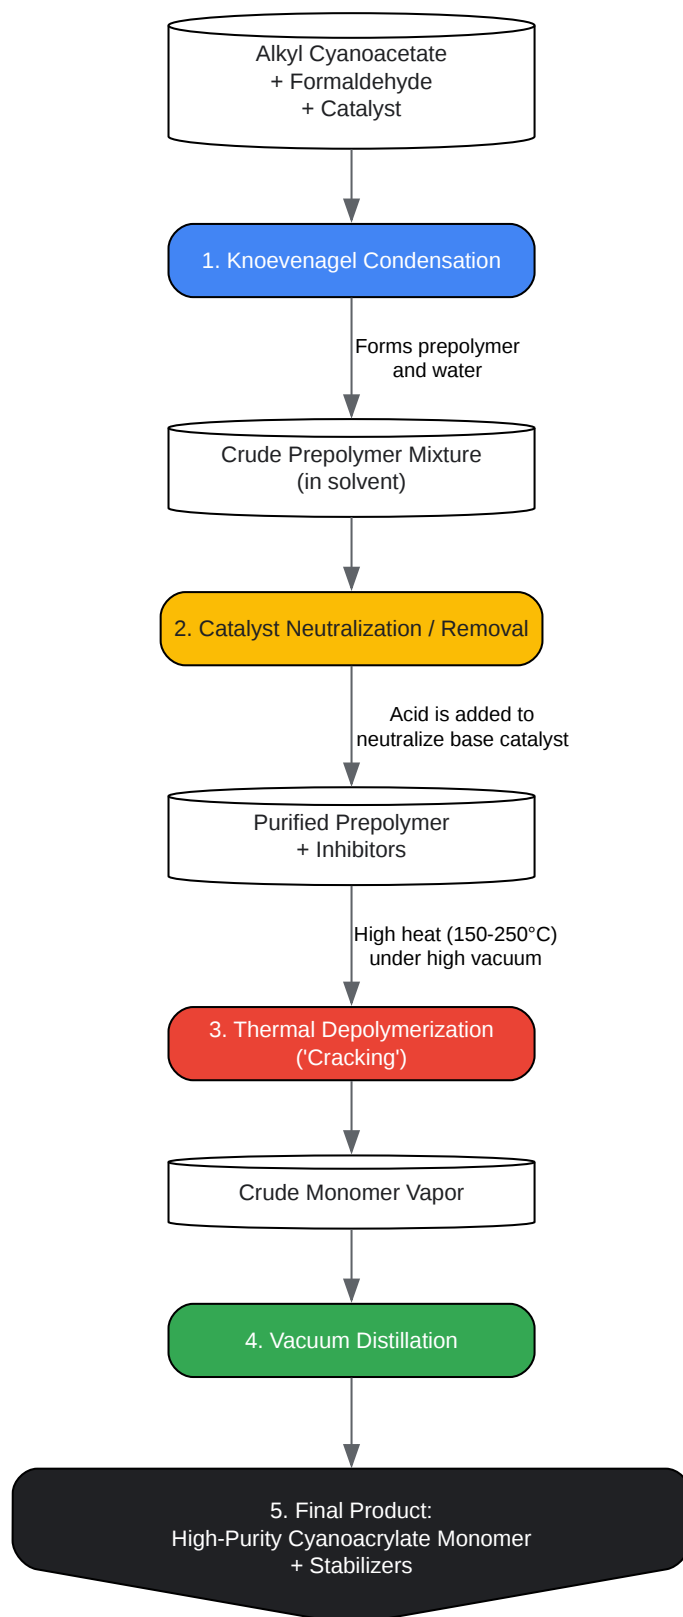 Alkyl Cyanoacetate
+ Formaldehyde
+ Catalyst
1. Knoevenagel Condensation
Forms prepolymer
and water
Crude Prepolymer Mixture
(in solvent)
2. Catalyst Neutralization / Removal
Acid is added to
neutralize base catalyst
Purified Prepolymer
+ Inhibitors
High heat (150-250°C)
under high vacuum
3. Thermal Depolymerization
('Cracking')
Crude Monomer Vapor
4. Vacuum Distillation
5. Final Product:
High-Purity Cyanoacrylate Monomer
+ Stabilizers